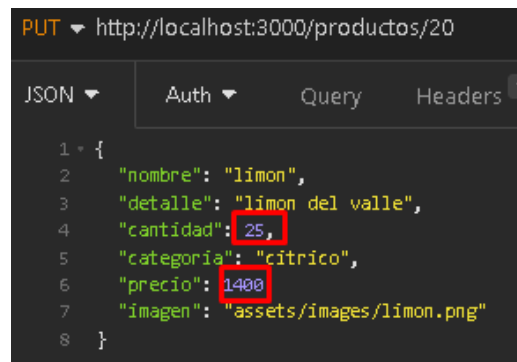 PUT http://localhost:3000/productos/20
JSON Auth Query Headers
1 {
2 "nombre": "limon",
3 "detalle": "limon del valle",
4 "cantidad": 25,
5 "categoria": "citrico",
6 "precio": 1400
7 "imagen": "assets/images/limon.png"
8 }